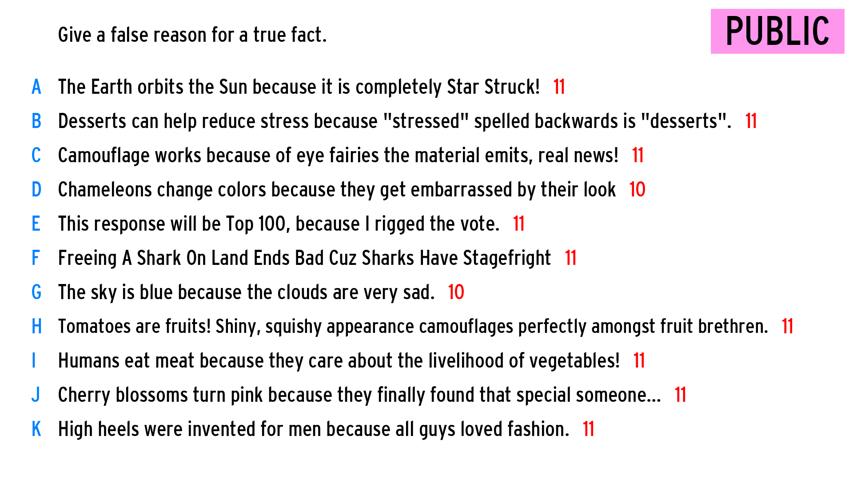 Give a false reason for a true fact.
PUBLIC
A The Earth orbits the Sun because it is completely Star Struck! 11
B Desserts can help reduce stress because "stressed" spelled backwards is "desserts". 11
C Camouflage works because of eye fairies the material emits, real news! 11
D Chameleons change colors because they get embarrassed by their look 10
E This response will be Top 100, because I rigged the vote. 11
F Freeing A Shark On Land Ends Bad Cuz Sharks Have Stagefright 11
G The sky is blue because the clouds are very sad. 10
H Tomatoes are fruits! Shiny, squishy appearance camouflages perfectly amongst fruit brethren. 11
I Humans eat meat because they care about the livelihood of vegetables! 11
J Cherry blossoms turn pink because they finally found that special someone... 11
K High heels were invented for men because all guys loved fashion. 11